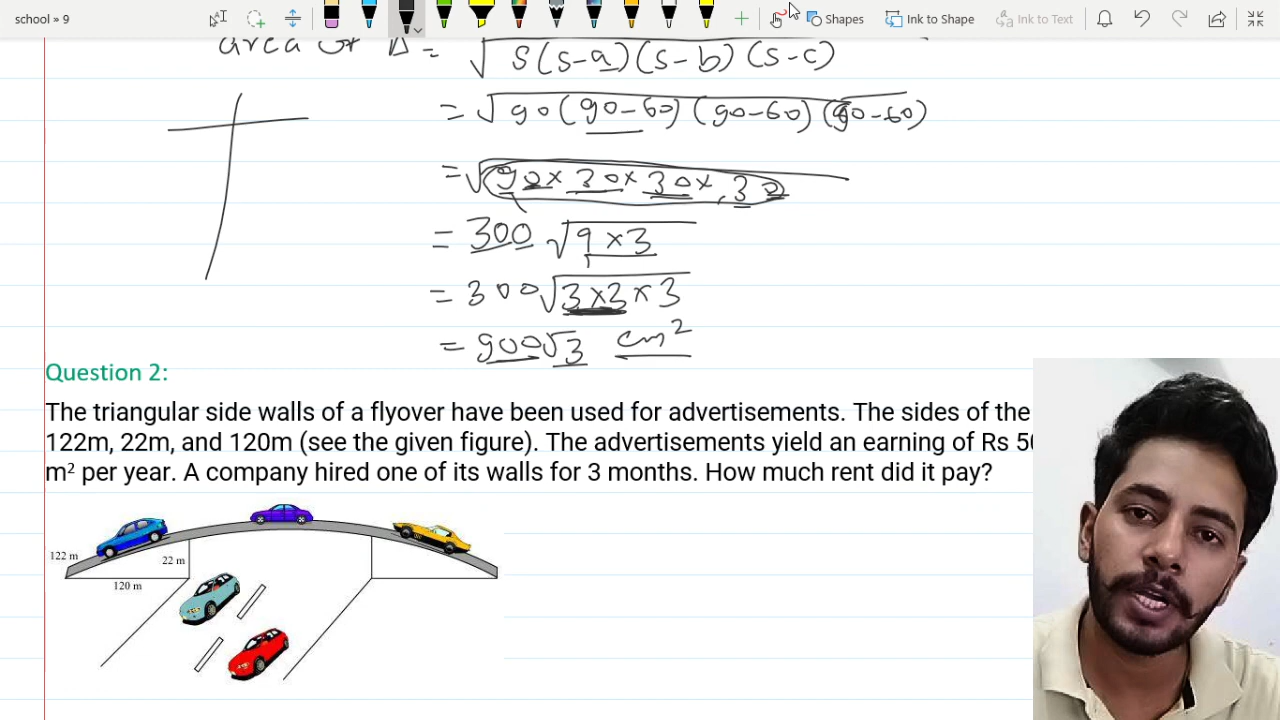 school » 9
Shapes
Ink to Shape
Ink to Text
area of Δ = √s(s-a)(s-b)(s-c)
= √90(90-60)(90-60)(90-60)
= √90×30×30×30
= 300 √9×3
= 300√3×3×3
= 900√3 cm²
Question 2:
The triangular side walls of a flyover have been used for advertisements. The sides of the
122m, 22m, and 120m (see the given figure). The advertisements yield an earning of Rs
m² per year. A company hired one of its walls for 3 months. How much rent did it pay?
122 m
22 m
120 m